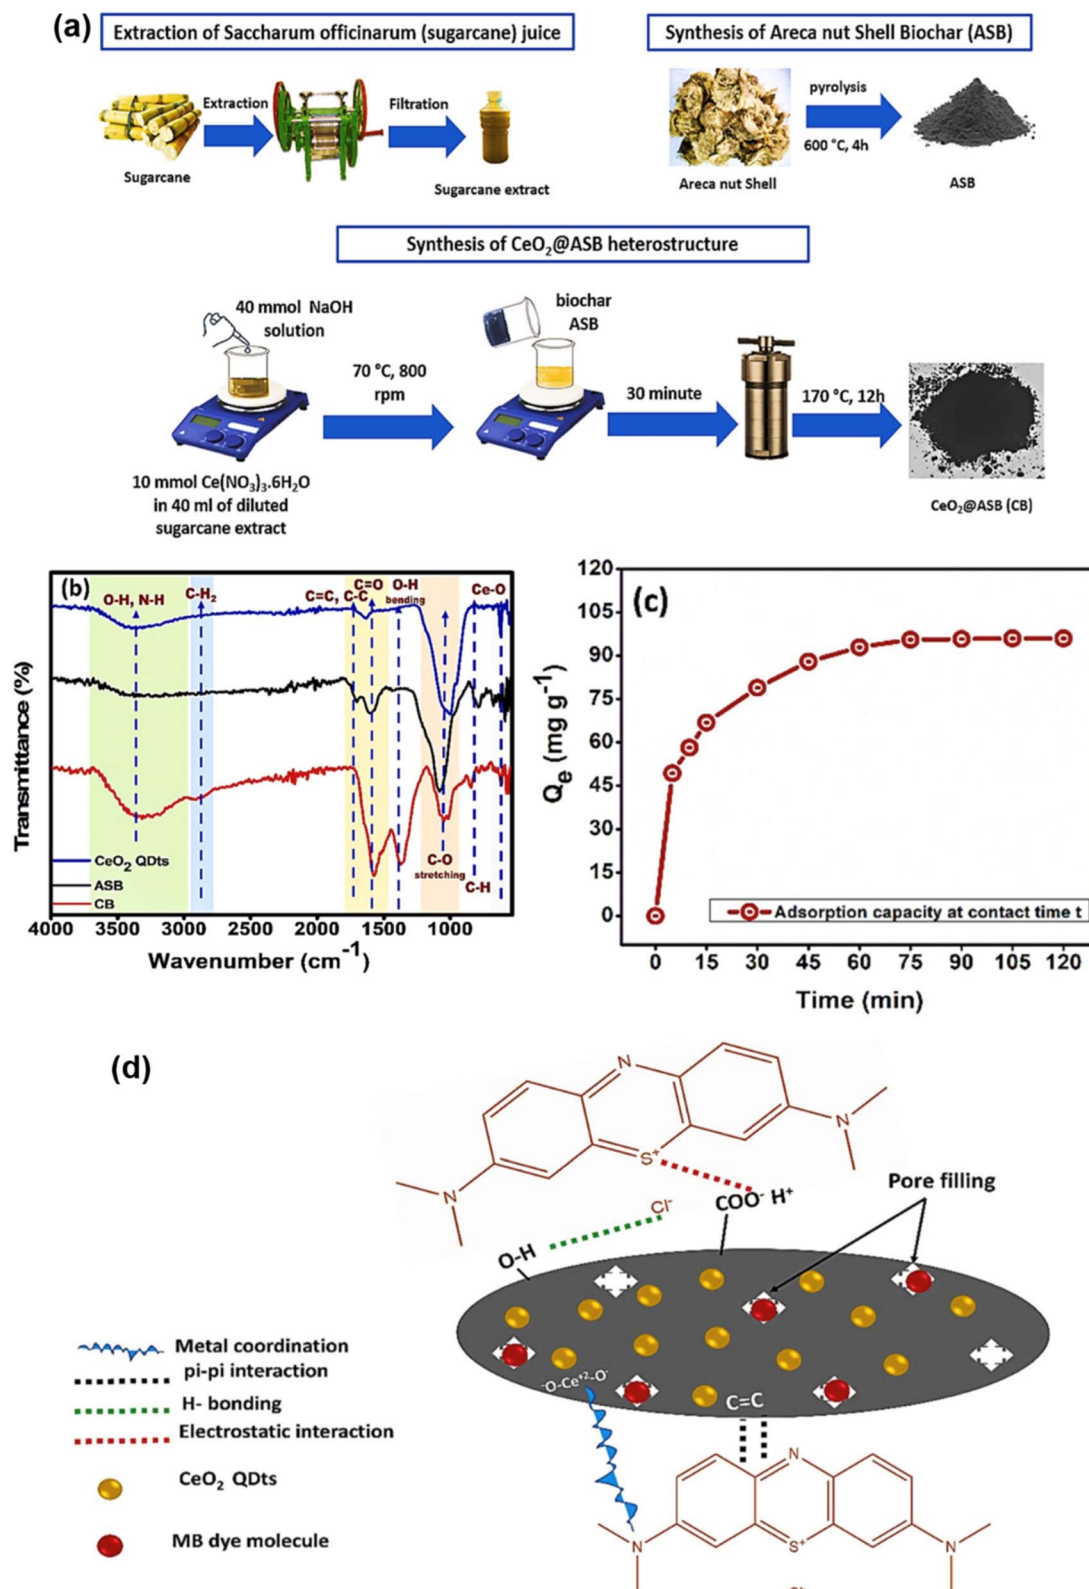 (a)
Extraction of Saccharum officinarum (sugarcane) juice
Synthesis of Areca nut Shell Biochar (ASB)
Extraction
Filtration
Sugarcane
Sugarcane extract
pyrolysis
600 °C, 4h
Areca nut Shell
ASB
Synthesis of CeO₂@ASB heterostructure
40 mmol NaOH
solution
70 °C, 800
rpm
biochar
ASB
30 minute
170 °C, 12h
10 mmol Ce(NO₃)₃.6H₂O
in 40 ml of diluted
sugarcane extract
CeO₂@ASB (CB)
(b)
O-H, N-H
C-H₂
C=C, C-C
C=O
O-H
bending
Ce-O
C-O
stretching
C-H
CeO₂ QDts
ASB
CB
Transmittance (%)
4000 3500 3000 2500 2000 1500 1000
Wavenumber (cm⁻¹)
(c)
120
105
90
75
60
45
30
15
0
Qₑ (mg g⁻¹)
Adsorption capacity at contact time t
0 15 30 45 60 75 90 105 120
Time (min)
(d)
N
S⁺
N
N
Cl⁻
COO⁻ H⁺
O-H
Pore filling
⁻O-Ce⁺²-O⁻
C=C
Metal coordination
pi-pi interaction
H- bonding
Electrostatic interaction
CeO₂ QDts
MB dye molecule
N
S⁺
N
N